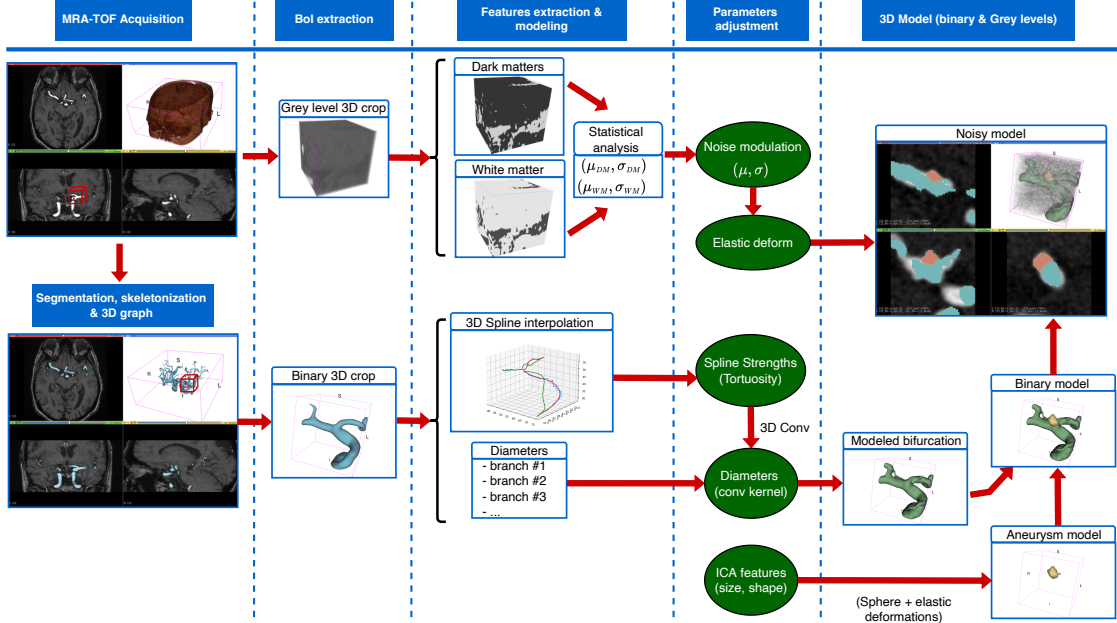 MRA-TOF Acquisition
BoI extraction
Features extraction &
modeling
Parameters
adjustment
3D Model (binary & Grey levels)
Grey level 3D crop
Dark matters
White matter
Statistical
analysis
(μDM, σDM)
(μWM, σWM)
Noise modulation
(μ, σ)
Elastic deform
Noisy model
Segmentation, skeletonization
& 3D graph
Binary 3D crop
3D Spline interpolation
Diameters
- branch #1
- branch #2
- branch #3
- ...
Spline Strengths
(Tortuosity)
3D Conv
Diameters
(conv kernel)
Modeled bifurcation
Binary model
Aneurysm model
ICA features
(size, shape)
(Sphere + elastic
deformations)